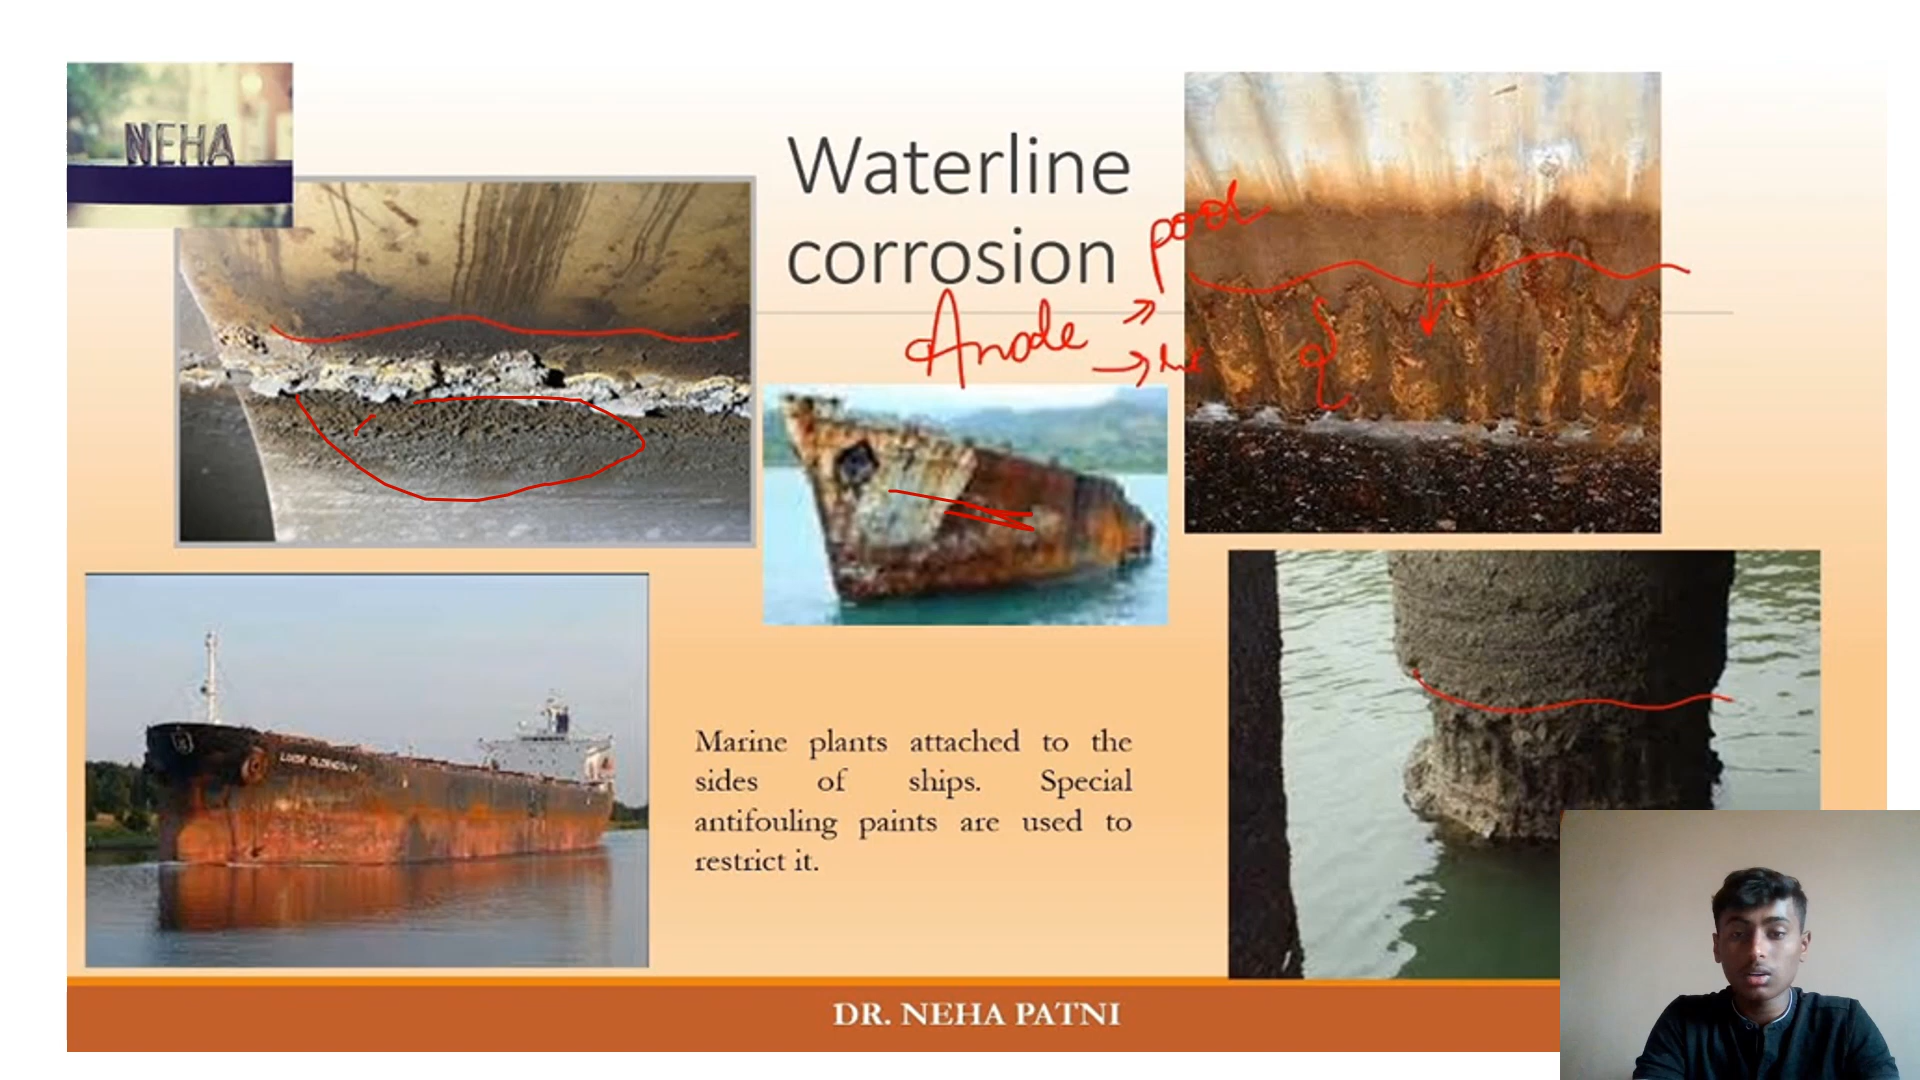 NEHA
Waterline
corrosion
pool
Anode
Marine plants attached to the
sides of ships. Special
antifouling paints are used to
restrict it.
DR. NEHA PATNI